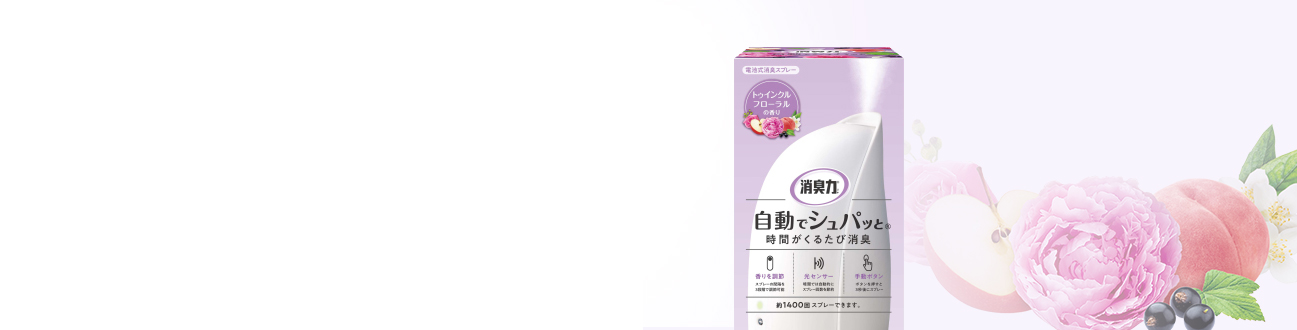 電池式消臭スプレー
トゥインクル
フローラル
の香り
消臭力
自動でシュパッと®
時間がくるたび消臭
香りを調節
光センサー
手動ボタン
約1400回スプレーできます。